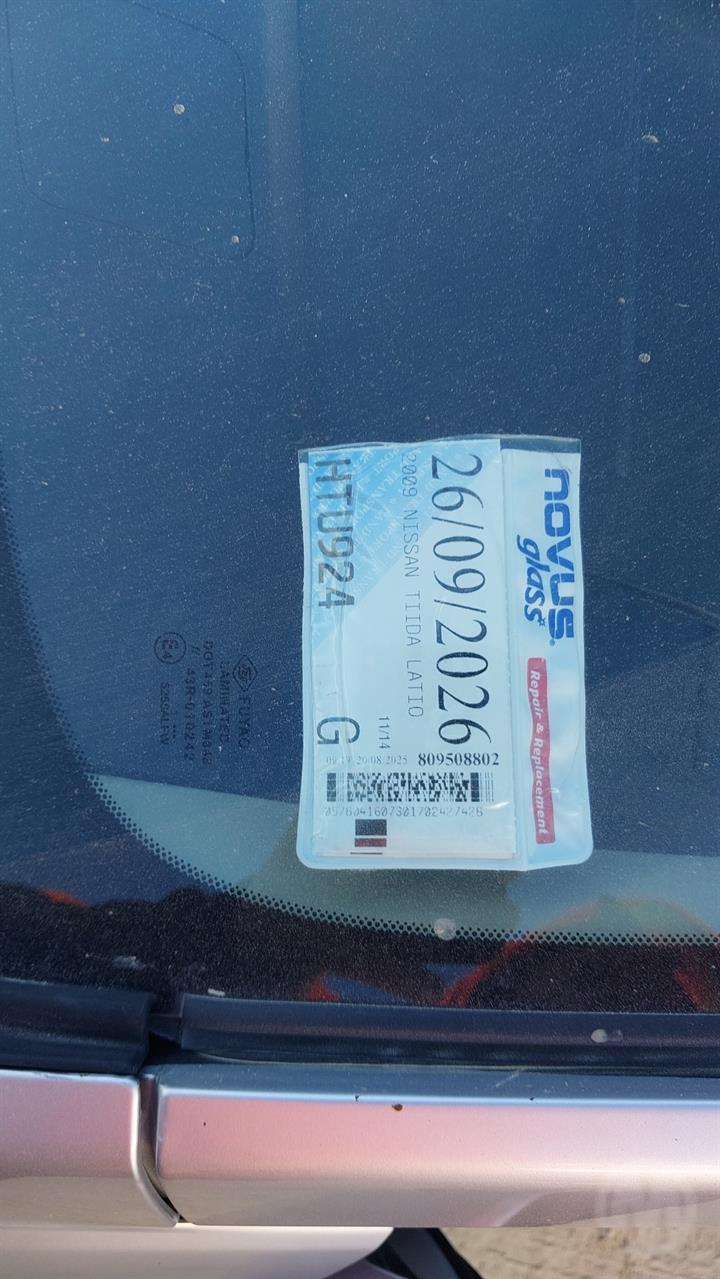 novus
glass
Repair & Replacement
26/09/2026
2009 NISSAN TIIDA LATIO
11/14
HTU924 G
20/08/2025 809508802
FUYAO
LAMINATED
43R-010242
E4